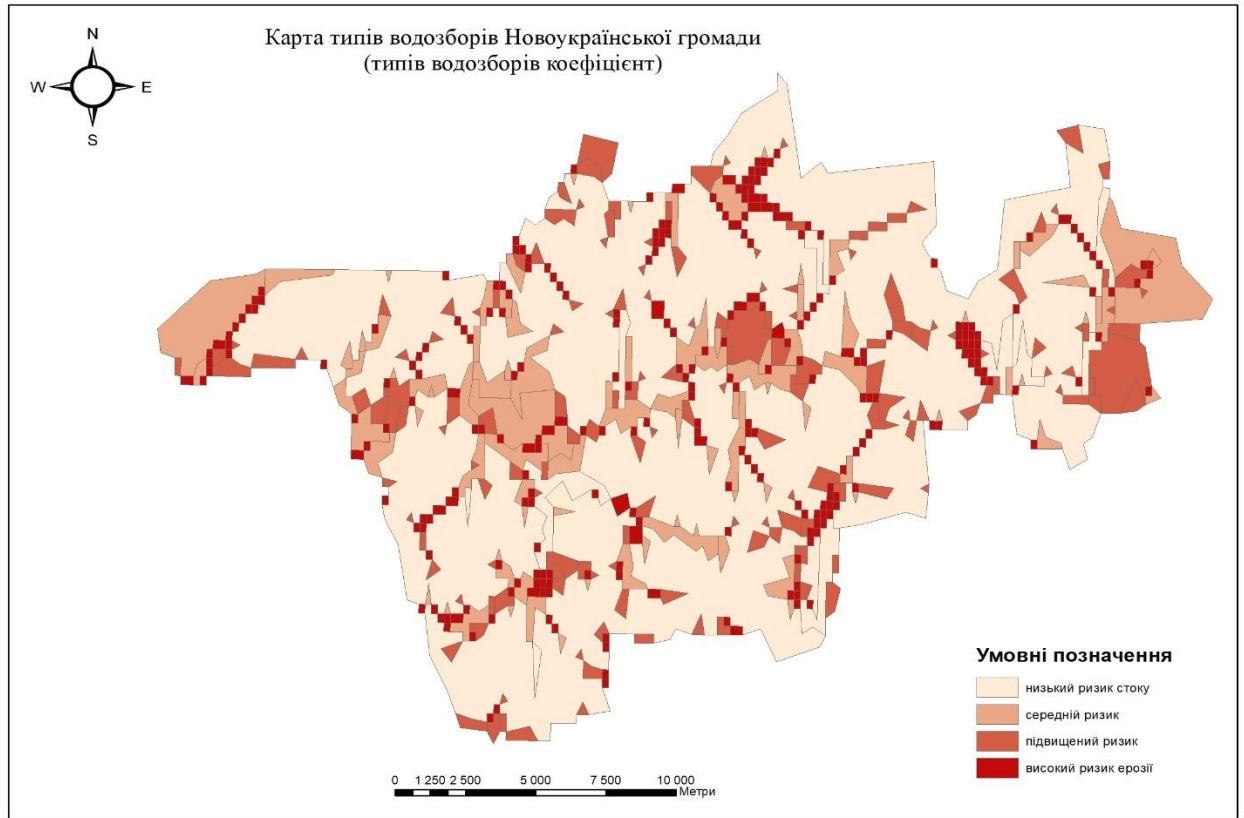 Карта типів водозборів Новоукраїнської громади
(типів водозборів коефіцієнт)
N
W E
S
Умовні позначення
низький ризик стоку
середній ризик
підвищений ризик
високий ризик ерозії
0 1 250 2 500 5 000 7 500 10 000
Метри